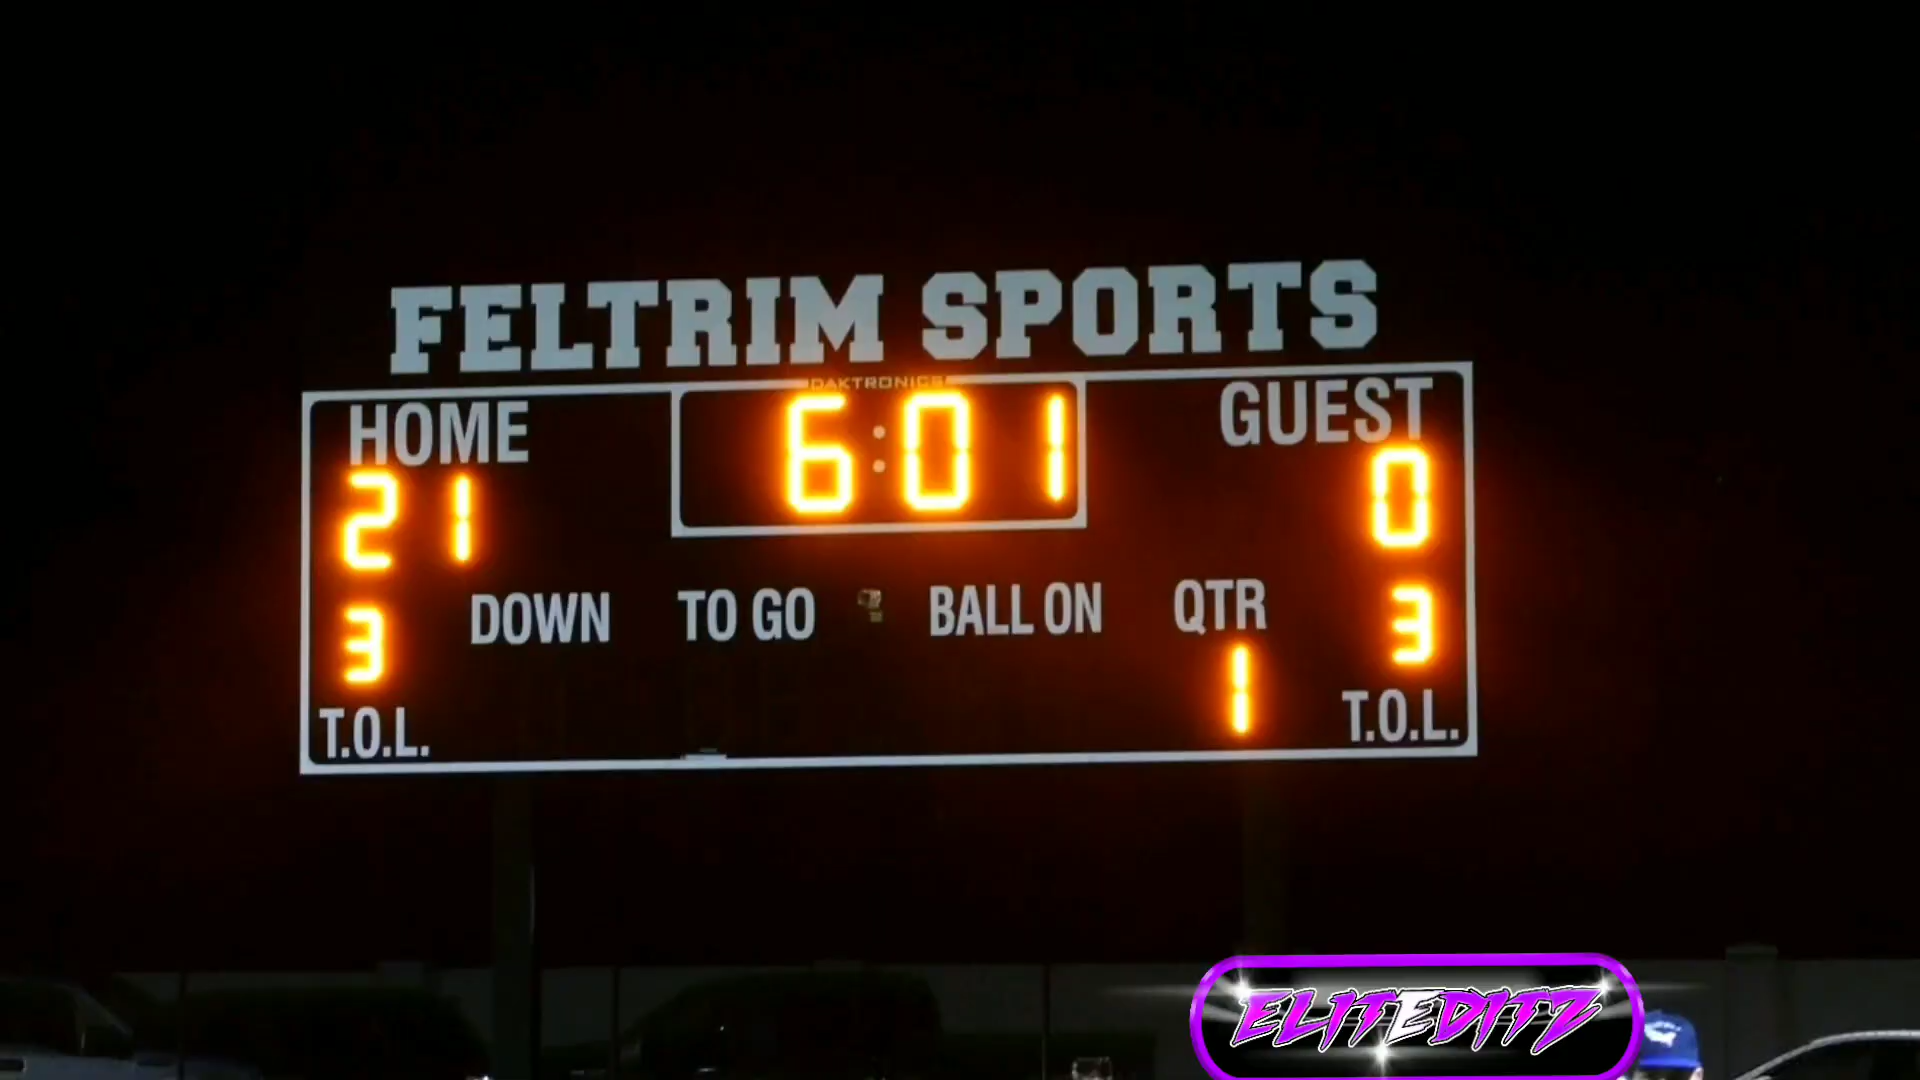 FELTRIM SPORTS
DAKTRONICS
HOME 6:01 GUEST
21 0
DOWN TO GO BALL ON QTR
3 1 3
T.O.L. T.O.L.
ELITEDITZ